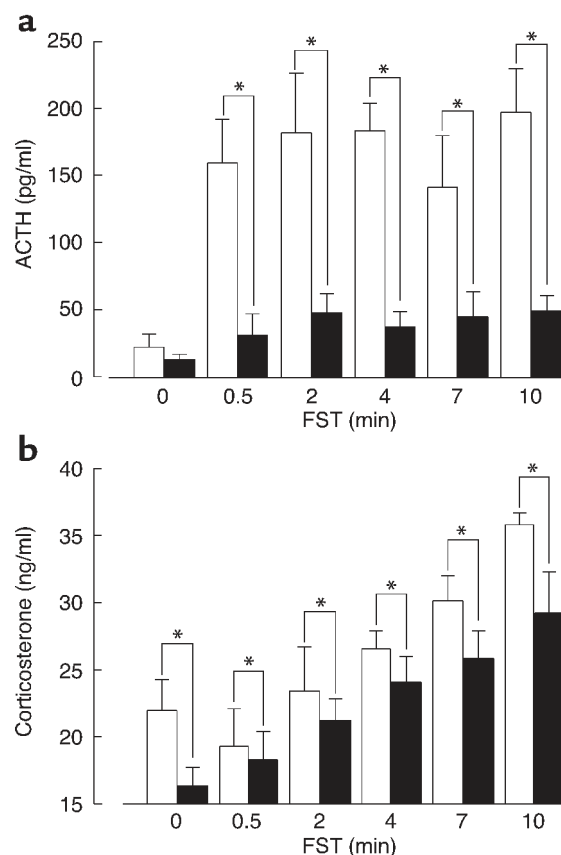 a
250
200
150
100
50
0
ACTH (pg/ml)
* * * * *
0 0.5 2 4 7 10
FST (min)
b
40
35
30
25
20
15
Corticosterone (ng/ml)
* * * * * *
0 0.5 2 4 7 10
FST (min)